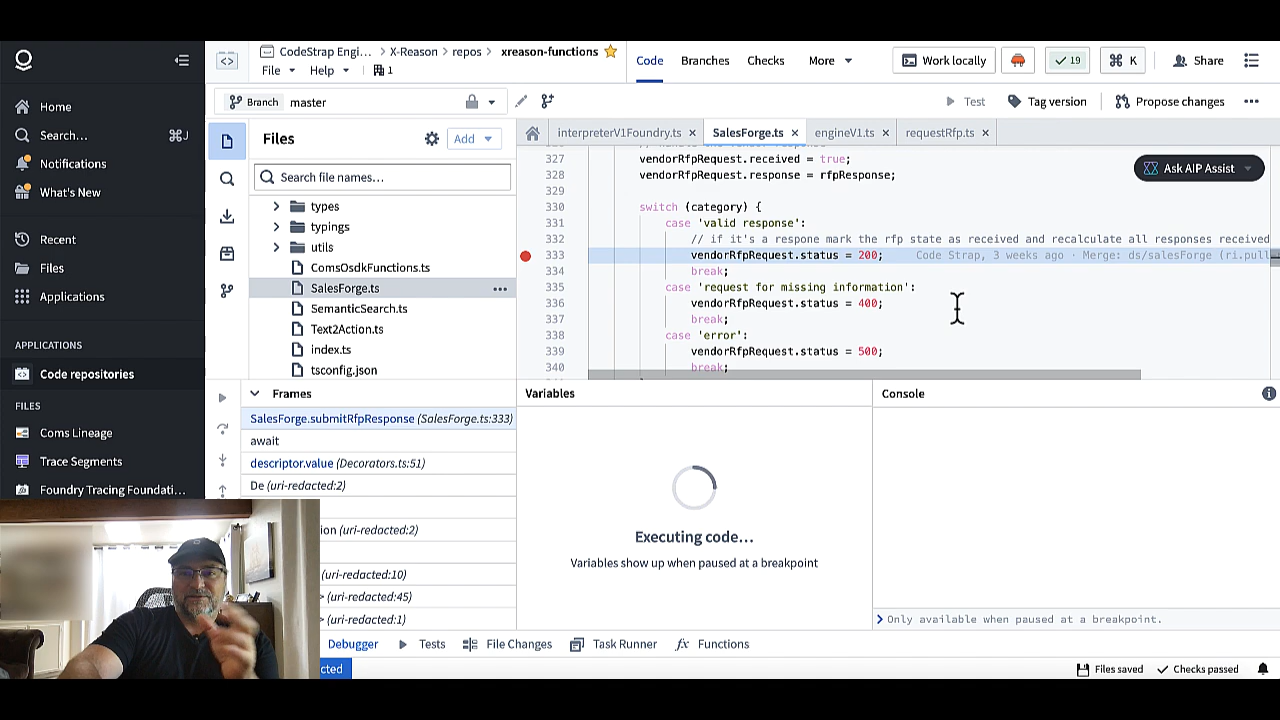 CodeStrap Engi... > X-Reason > repos > xreason-functions
File Help 1
Code Branches Checks More
Work locally 19 ⌘ K Share
Home
Search... ⌘J
Notifications
What's New
Recent
Files
Applications
APPLICATIONS
Code repositories
FILES
Coms Lineage
Trace Segments
Foundry Tracing Foundati...
Branch master
Test Tag version Propose changes
Files Add
Search file names...
types
typings
utils
ComsOsdkFunctions.ts
SalesForge.ts
SemanticSearch.ts
Text2Action.ts
index.ts
tsconfig.json
interpreterV1Foundry.ts SalesForge.ts engineV1.ts requestRfp.ts
Ask AIP Assist
327 vendorRfpRequest.received = true;
328 vendorRfpRequest.response = rfpResponse;
329
330 switch (category) {
331 case 'valid response':
332 // if it's a respone mark the rfp state as received and recalculate all responses received
333 vendorRfpRequest.status = 200; Code Strap, 3 weeks ago · Merge: ds/salesForge (ri.pull
334 break;
335 case 'request for missing information':
336 vendorRfpRequest.status = 400;
337 break;
338 case 'error':
339 vendorRfpRequest.status = 500;
340 break;
Frames
SalesForge.submitRfpResponse (SalesForge.ts:333)
await
descriptor.value (Decorators.ts:51)
De (uri-redacted:2)
ion (uri-redacted:2)
(uri-redacted:10)
> (uri-redacted:45)
> (uri-redacted:1)
Variables
Executing code...
Variables show up when paused at a breakpoint
Console
Only available when paused at a breakpoint.
Debugger Tests File Changes Task Runner fx Functions
cted
Files saved Checks passed